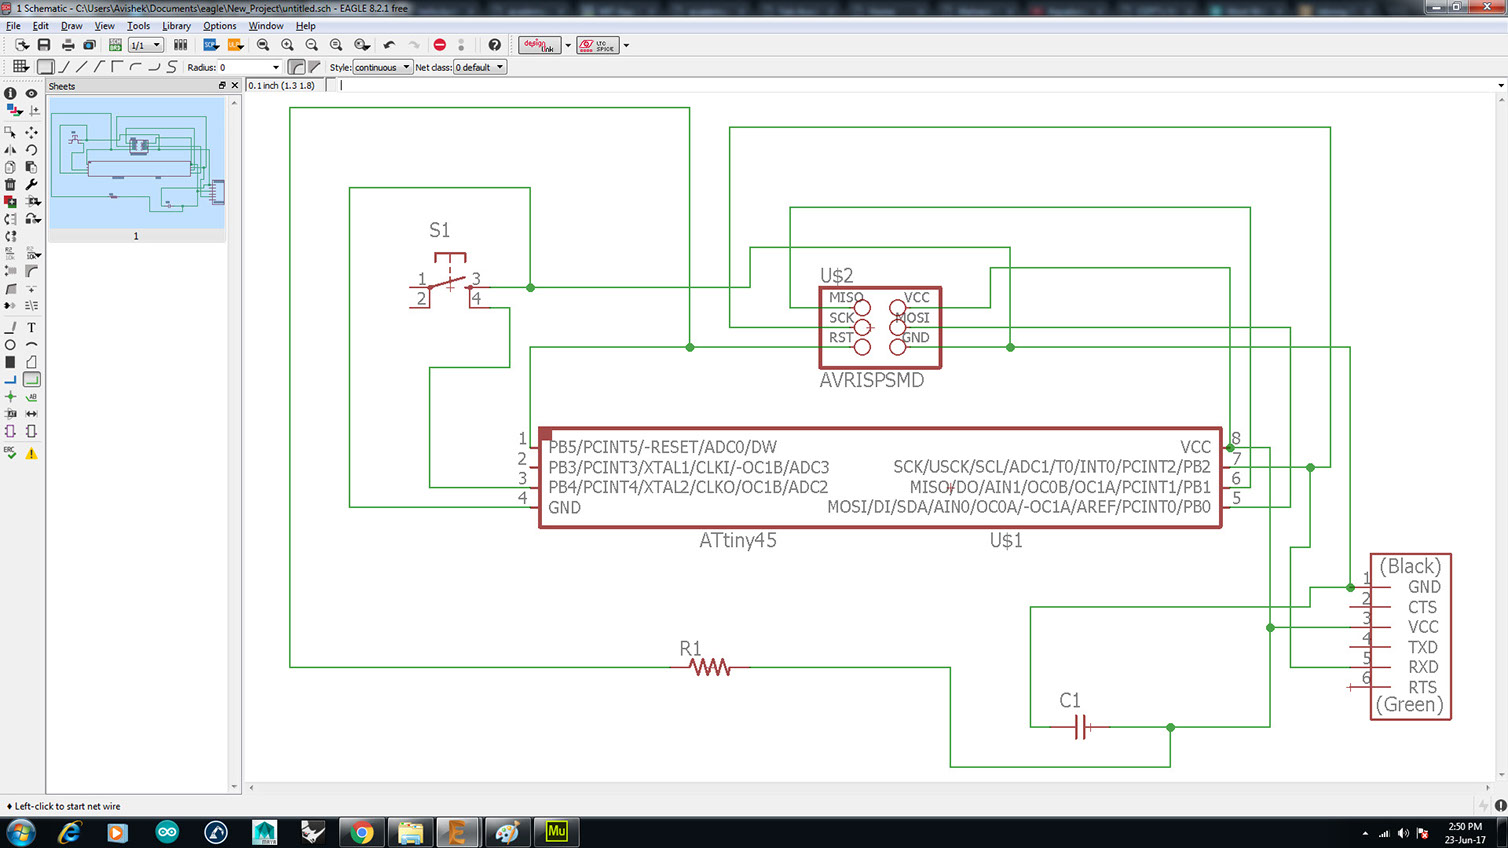 1 Schematic - C:\Users\Avishek\Documents\eagle\New_Project\untitled.sch - EAGLE 8.2.1 free
File Edit Draw View Tools Library Options Window Help
1/1 SCR ULP design link LTC SPICE
Radius: 0 Style: continuous Net class: 0 default
Sheets
0.1 inch (1.3 1.8)
1
S1
1 3
2 4
U$2
MISO VCC
SCK MOSI
RST GND
AVRISPSMD
1 PB5/PCINT5/-RESET/ADC0/DW VCC 8
2 PB3/PCINT3/XTAL1/CLKI/-OC1B/ADC3 SCK/USCK/SCL/ADC1/T0/INT0/PCINT2/PB2 7
3 PB4/PCINT4/XTAL2/CLKO/OC1B/ADC2 MISO/DO/AIN1/OC0B/OC1A/PCINT1/PB1 6
4 GND MOSI/DI/SDA/AIN0/OC0A/-OC1A/AREF/PCINT0/PB0 5
ATtiny45 U$1
(Black)
1 GND
2 CTS
3 VCC
4 TXD
5 RXD
6 RTS
(Green)
R1
C1
ERC
Left-click to start net wire
Mu
2:50 PM
23-Jun-17